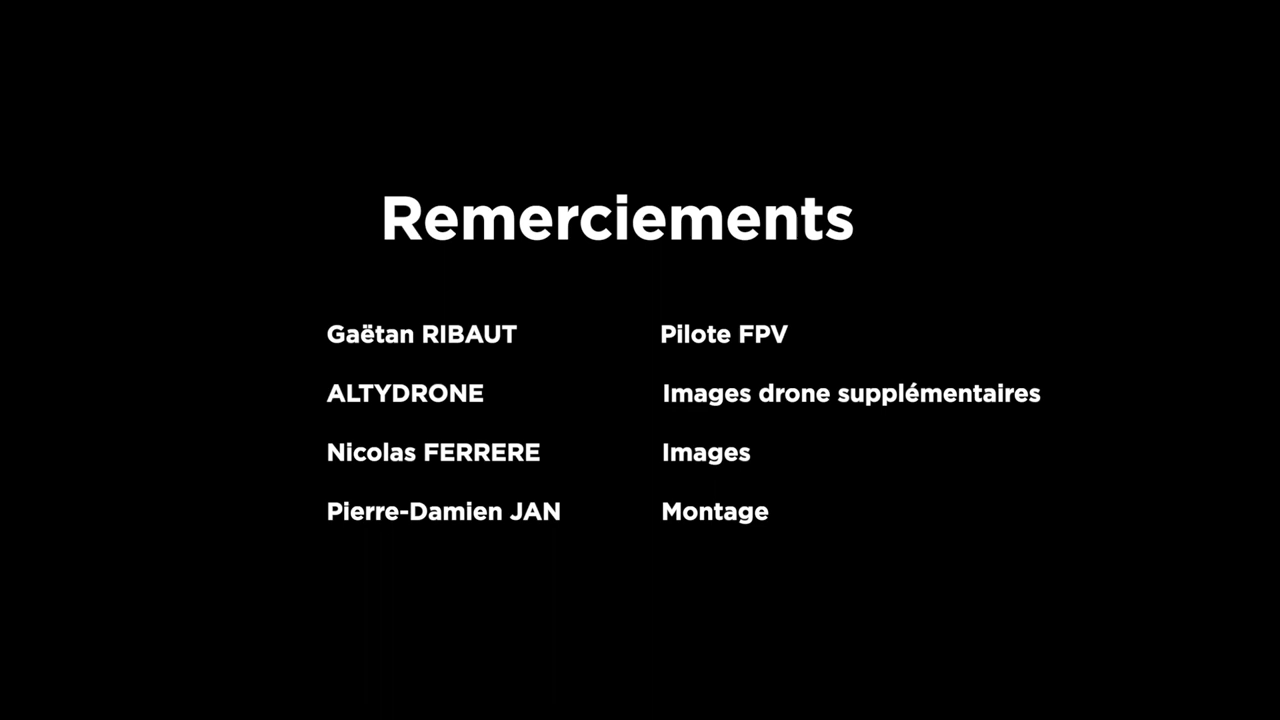 Remerciements
Gaëtan RIBAUT Pilote FPV
ALTYDRONE Images drone supplémentaires
Nicolas FERRERE Images
Pierre-Damien JAN Montage